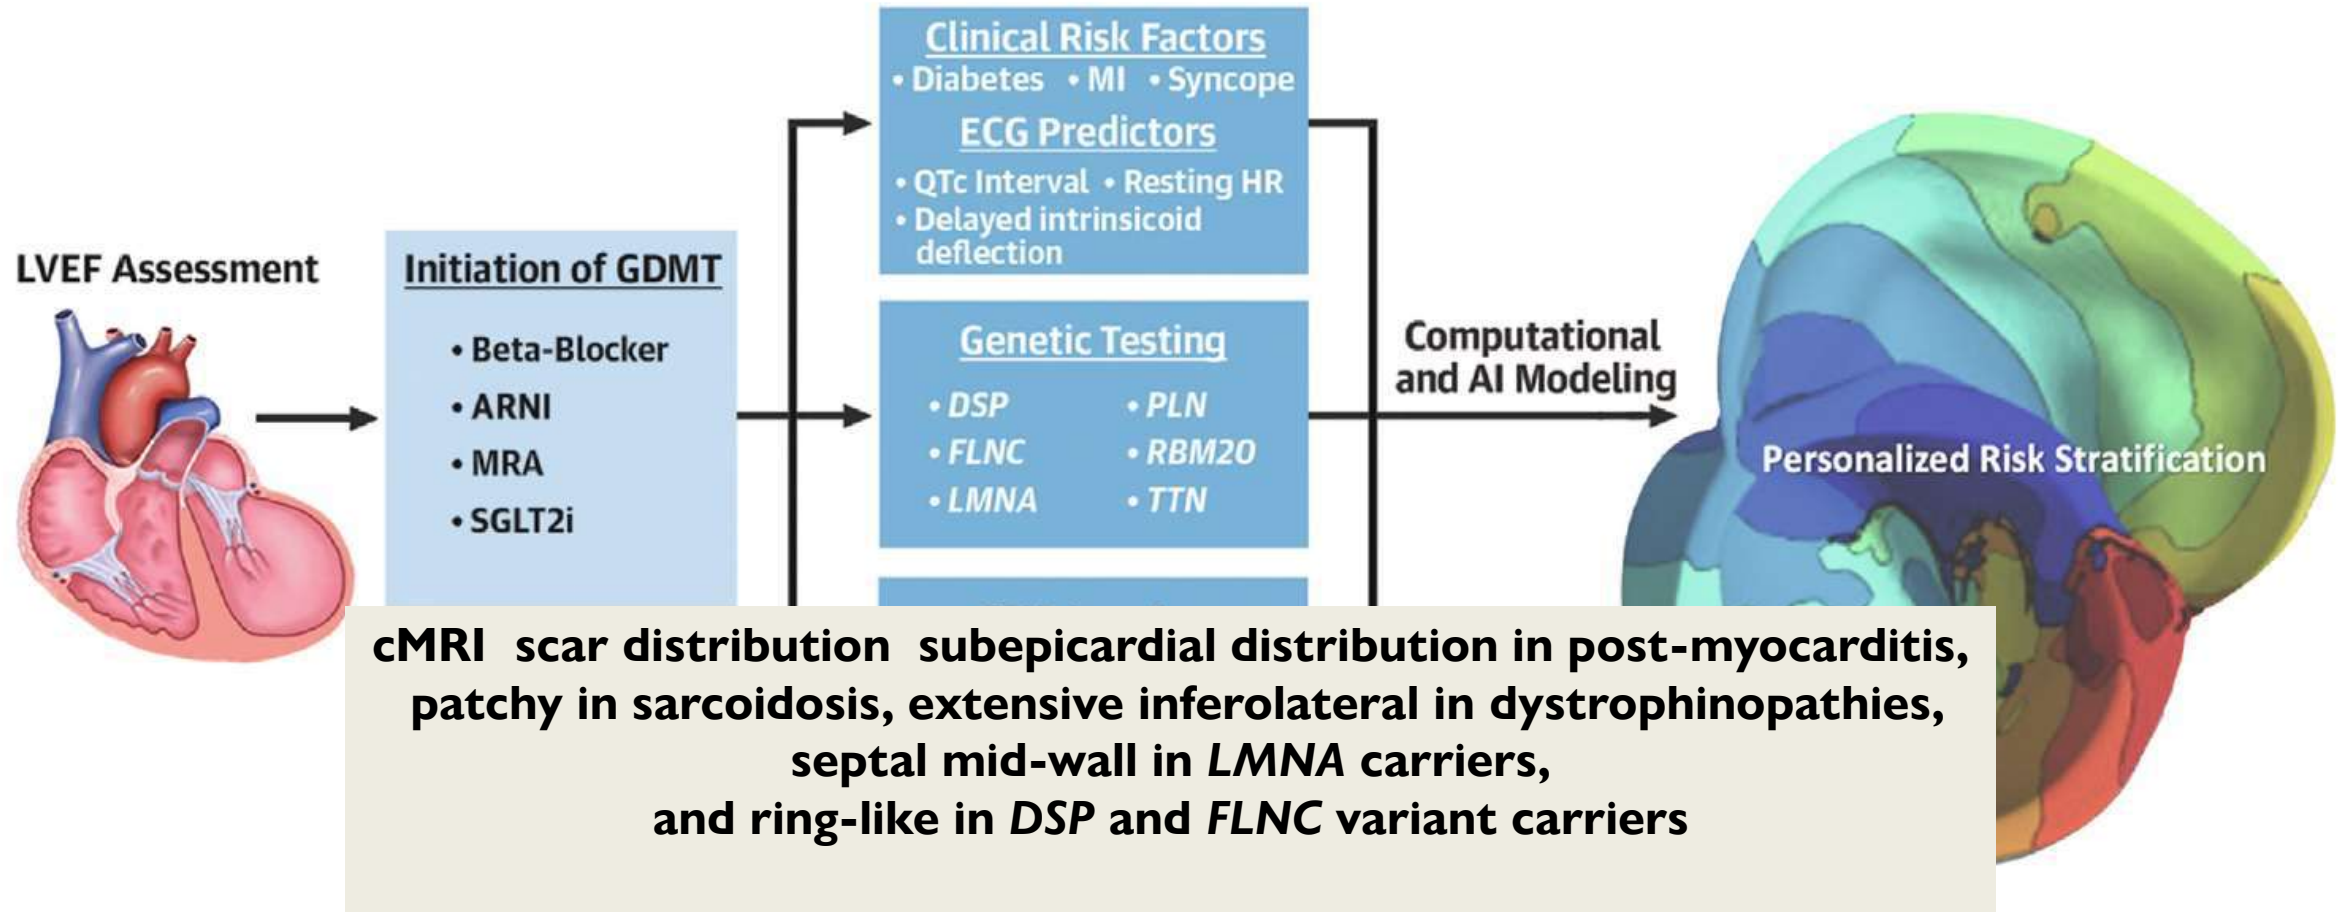 LVEF Assessment
Initiation of GDMT
• Beta-Blocker
• ARNI
• MRA
• SGLT2i
Clinical Risk Factors
• Diabetes • MI • Syncope
ECG Predictors
• QTc Interval • Resting HR
• Delayed intrinsicoid
deflection
Genetic Testing
• DSP • PLN
• FLNC • RBM20
• LMNA • TTN
Computational
and AI Modeling
Personalized Risk Stratification
cMRI scar distribution subepicardial distribution in post-myocarditis,
patchy in sarcoidosis, extensive inferolateral in dystrophinopathies,
septal mid-wall in LMNA carriers,
and ring-like in DSP and FLNC variant carriers